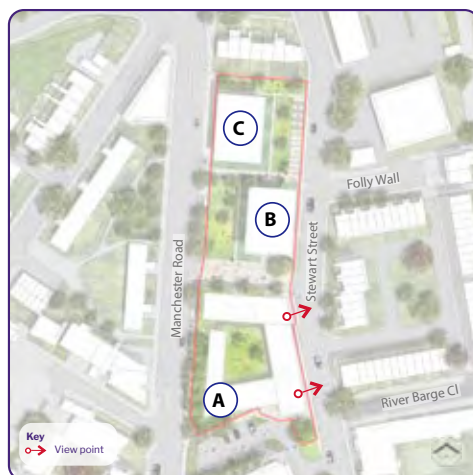 C
Folly Wall
B
Manchester Road
Stewart Street
A
River Barge Cl
Key
View point